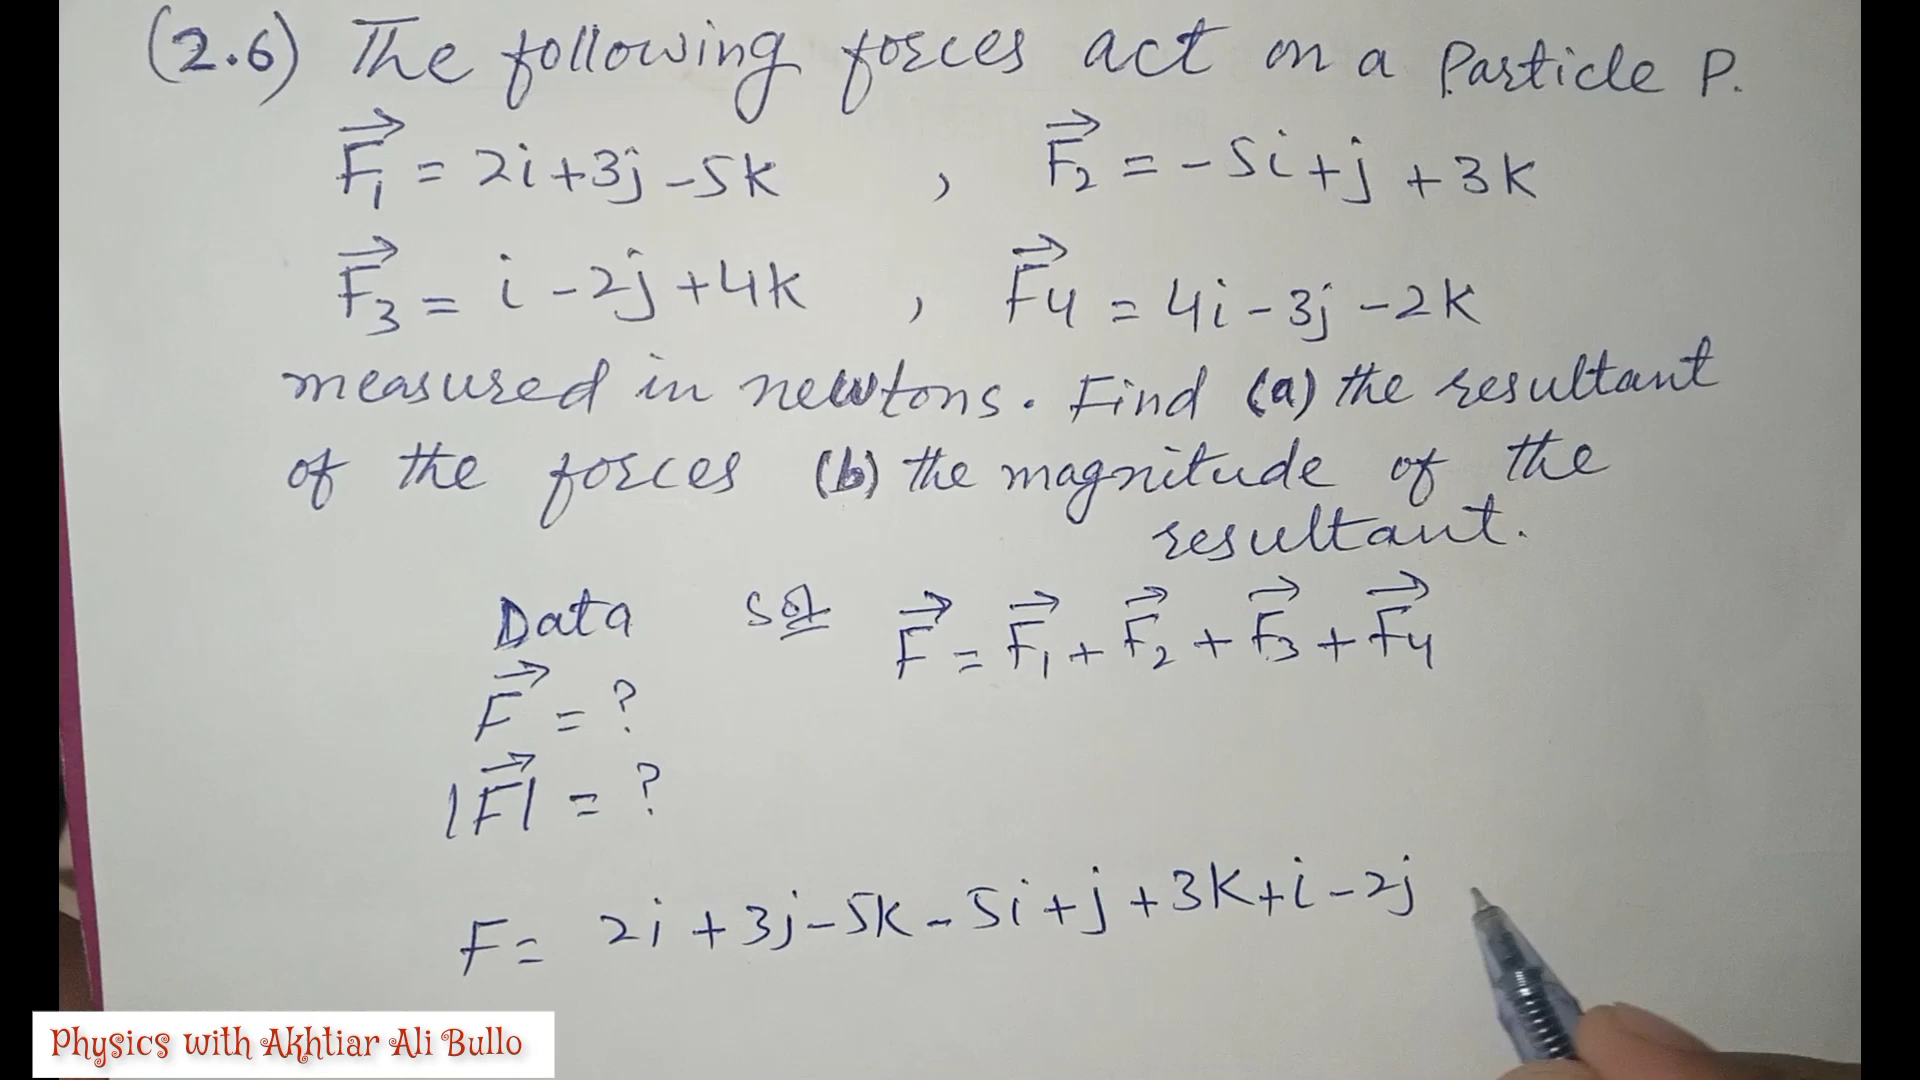 (2.6) The following forces act on a Particle P.
F₁ = 2i+3j-5k , F₂ = -5i+j+3k
F₃ = i-2j+4k , F4 = 4i-3j-2k
measured in newtons. Find (a) the resultant
of the forces (b) the magnitude of the
resultant.
Data sol F = F₁ + F₂ + F₃ + F4
F = ?
|F| = ?
F = 2i+3j-5k-5i+j+3k+i-2j
Physics with Akhtiar Ali Bullo